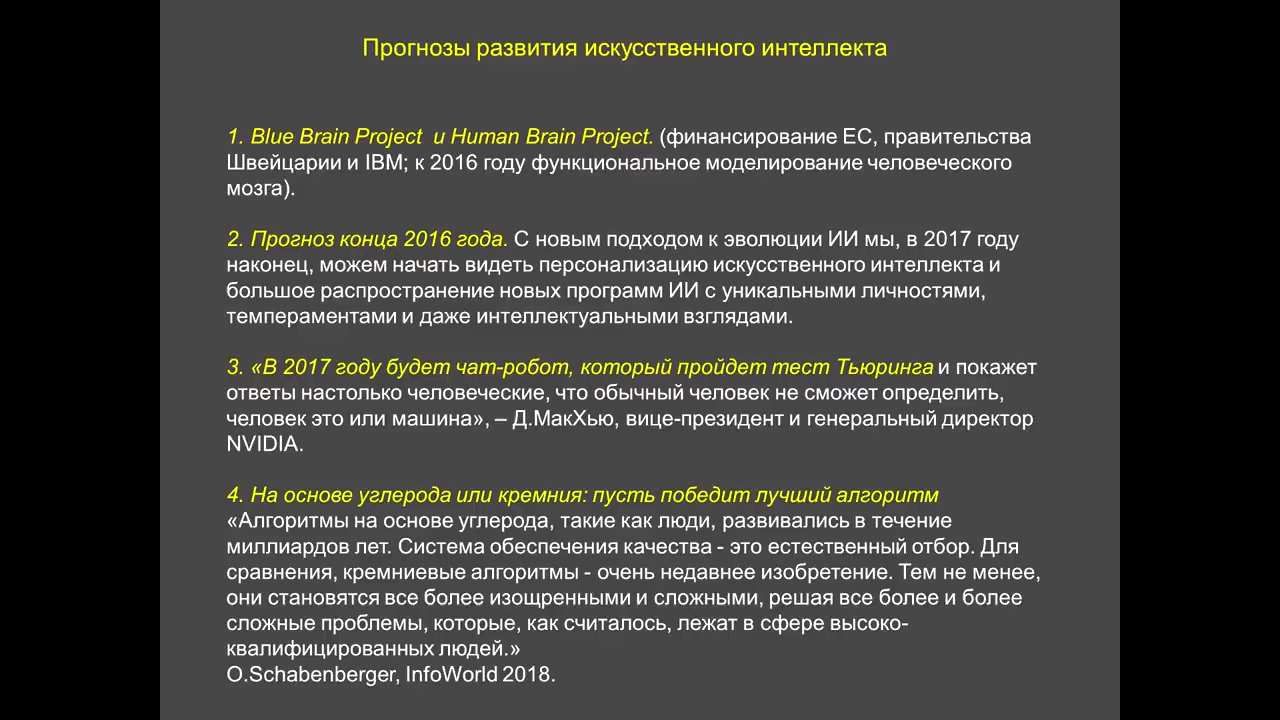 Прогнозы развития искусственного интеллекта
1. Blue Brain Project и Human Brain Project. (финансирование ЕС, правительства
Швейцарии и IBM; к 2016 году функциональное моделирование человеческого
мозга).
2. Прогноз конца 2016 года. С новым подходом к эволюции ИИ мы, в 2017 году
наконец, можем начать видеть персонализацию искусственного интеллекта и
большое распространение новых программ ИИ с уникальными личностями,
темпераментами и даже интеллектуальными взглядами.
3. «В 2017 году будет чат-робот, который пройдет тест Тьюринга и покажет
ответы настолько человеческие, что обычный человек не сможет определить,
человек это или машина», – Д.МакХью, вице-президент и генеральный директор
NVIDIA.
4. На основе углерода или кремния: пусть победит лучший алгоритм
«Алгоритмы на основе углерода, такие как люди, развивались в течение
миллиардов лет. Система обеспечения качества - это естественный отбор. Для
сравнения, кремниевые алгоритмы - очень недавнее изобретение. Тем не менее,
они становятся все более изощренными и сложными, решая все более и более
сложные проблемы, которые, как считалось, лежат в сфере высоко-
квалифицированных людей.»
O.Schabenberger, InfoWorld 2018.